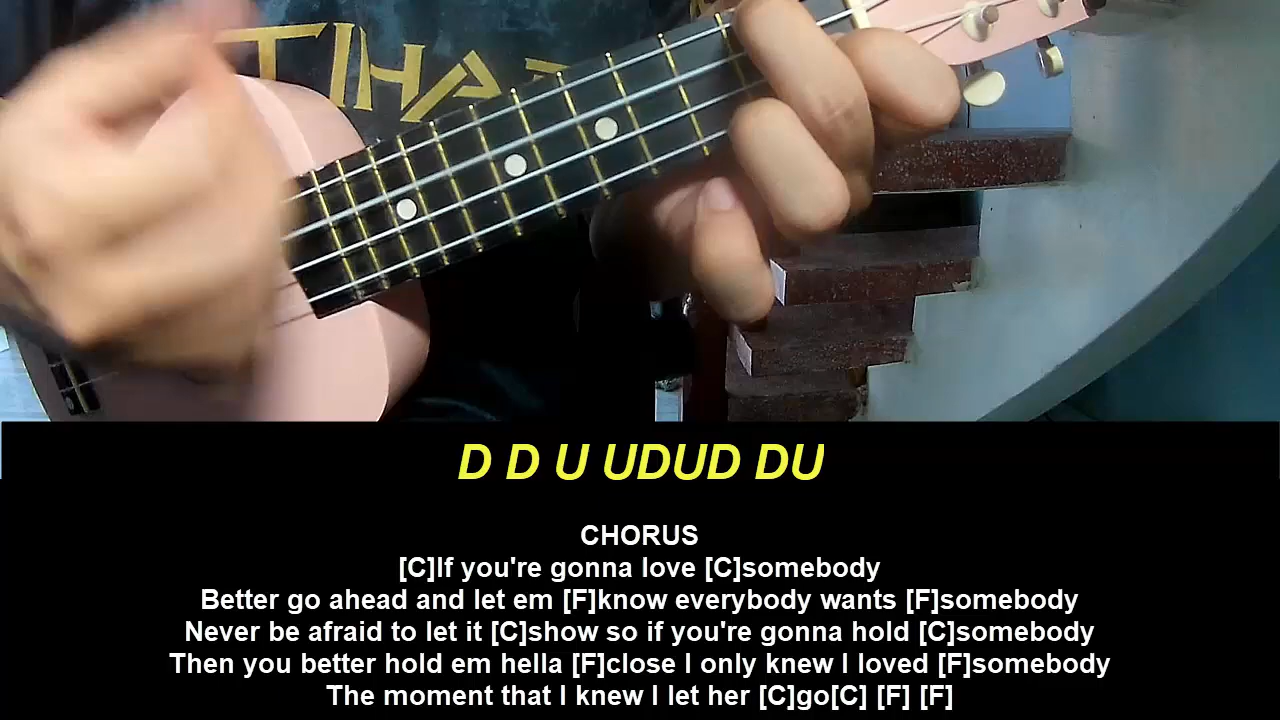 D D U UDUD DU
CHORUS
[C]If you're gonna love [C]somebody
Better go ahead and let em [F]know everybody wants [F]somebody
Never be afraid to let it [C]show so if you're gonna hold [C]somebody
Then you better hold em hella [F]close I only knew I loved [F]somebody
The moment that I knew I let her [C]go[C] [F] [F]